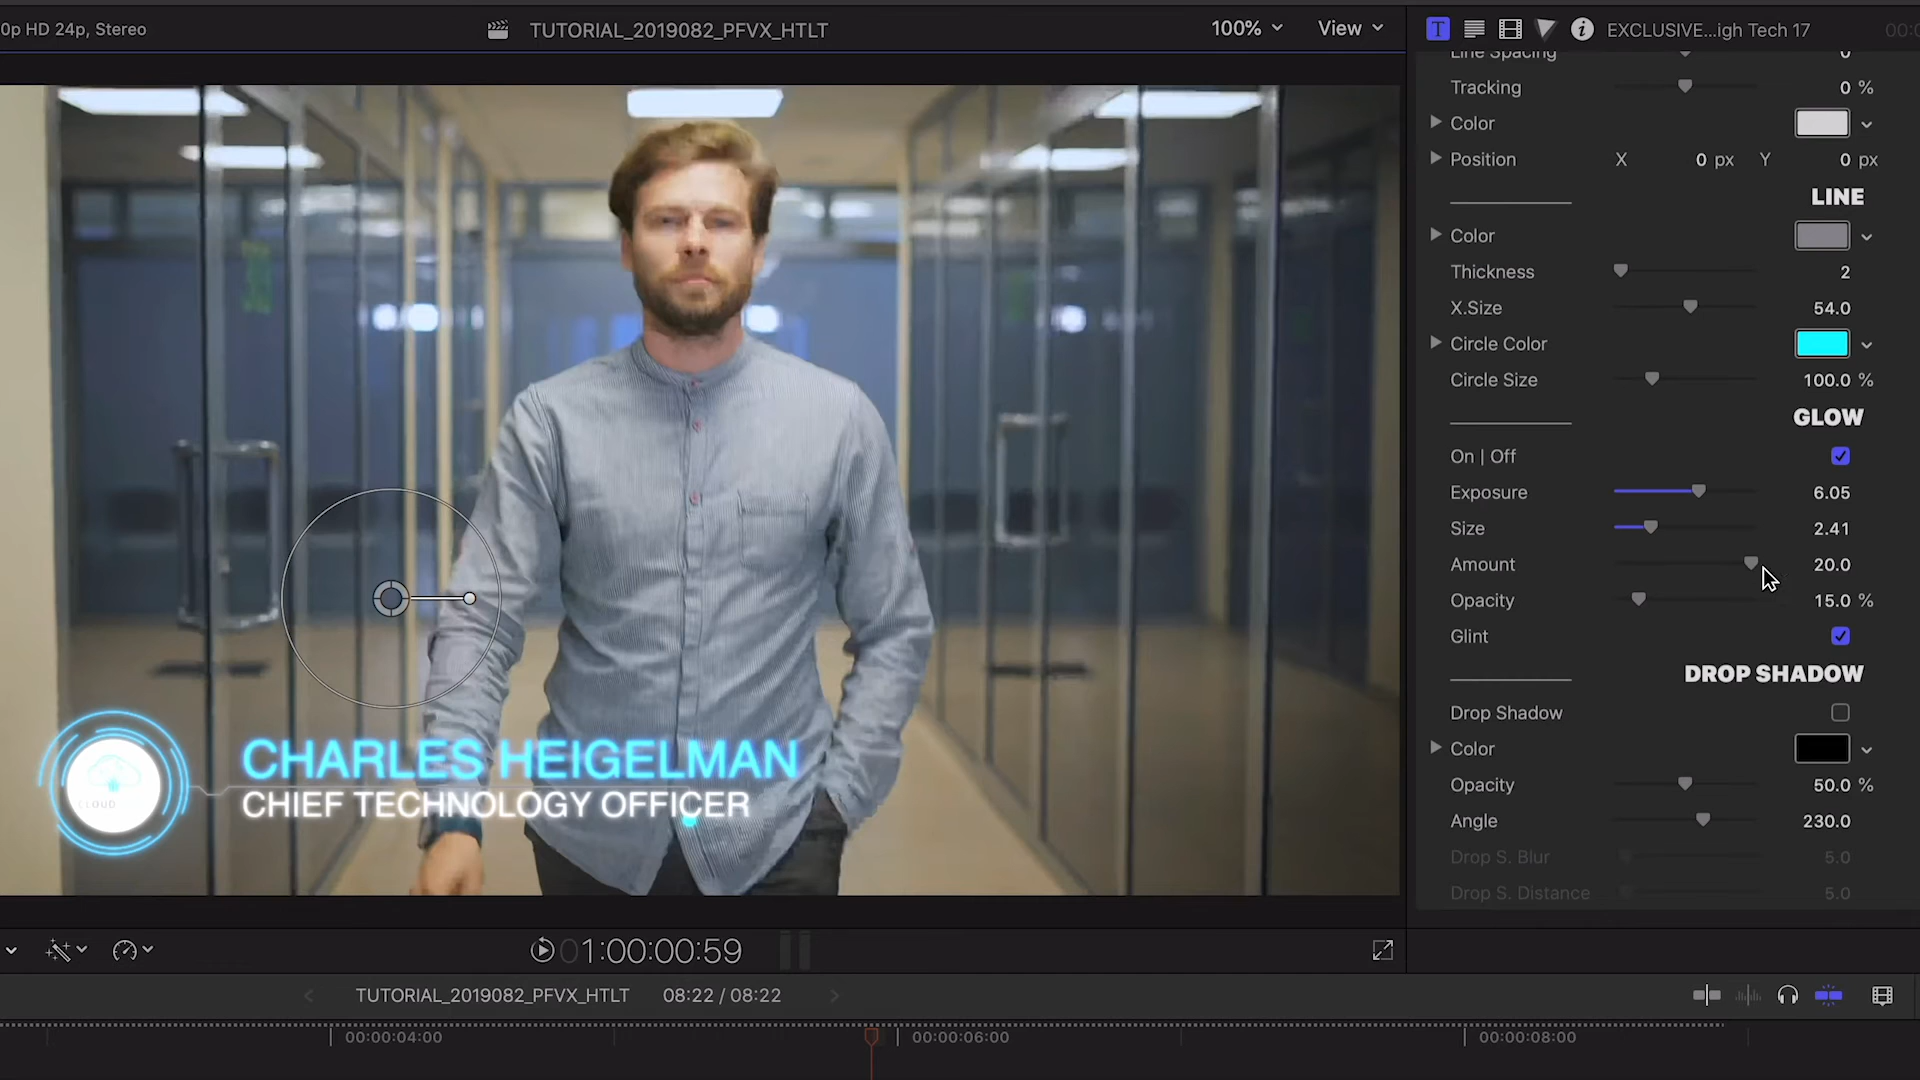 0p HD 24p, Stereo
TUTORIAL_2019082_PFVX_HTLT
100%
View
T
EXCLUSIVE...igh Tech 17
Line Spacing
0
Tracking
0 %
Color
Position
X 0 px Y 0 px
LINE
Color
Thickness
2
X.Size
54.0
Circle Color
Circle Size
100.0 %
GLOW
On | Off
Exposure
6.05
Size
2.41
Amount
20.0
Opacity
15.0 %
Glint
DROP SHADOW
Drop Shadow
Color
Opacity
50.0 %
Angle
230.0
Drop S. Blur
5.0
Drop S. Distance
5.0
CLOUD
CHARLES HEIGELMAN
CHIEF TECHNOLOGY OFFICER
01:00:00:59
TUTORIAL_2019082_PFVX_HTLT
08:22 / 08:22
00:00:04:00
00:00:06:00
00:00:08:00